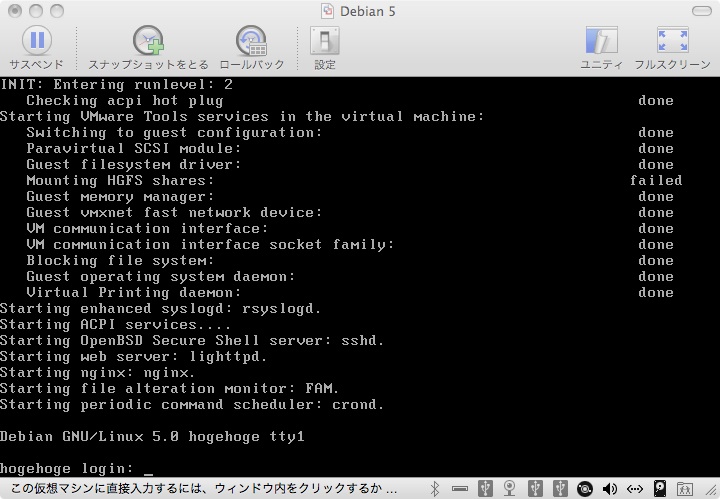 Debian 5
サスペンド スナップショットをとる ロールバック 設定 ユニティ フルスクリーン
INIT: Entering runlevel: 2
Checking acpi hot plug done
Starting VMware Tools services in the virtual machine:
Switching to guest configuration: done
Paravirtual SCSI module: done
Guest filesystem driver: done
Mounting HGFS shares: failed
Guest memory manager: done
Guest vmxnet fast network device: done
VM communication interface: done
VM communication interface socket family: done
Blocking file system: done
Guest operating system daemon: done
Virtual Printing daemon: done
Starting enhanced syslogd: rsyslogd.
Starting ACPI services....
Starting OpenBSD Secure Shell server: sshd.
Starting web server: lighttpd.
Starting nginx: nginx.
Starting file alteration monitor: FAM.
Starting periodic command scheduler: crond.
Debian GNU/Linux 5.0 hogehoge tty1
hogehoge login: _
この仮想マシンに直接入力するには、ウィンドウ内をクリックするか ...